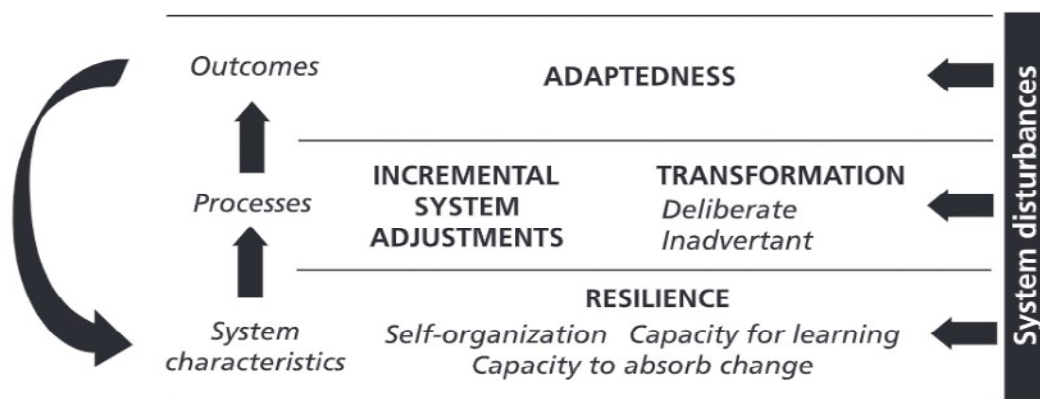 Outcomes
ADAPTEDNESS
Processes
INCREMENTAL
SYSTEM
ADJUSTMENTS
TRANSFORMATION
Deliberate
Inadvertant
System
characteristics
RESILIENCE
Self-organization Capacity for learning
Capacity to absorb change
System disturbances